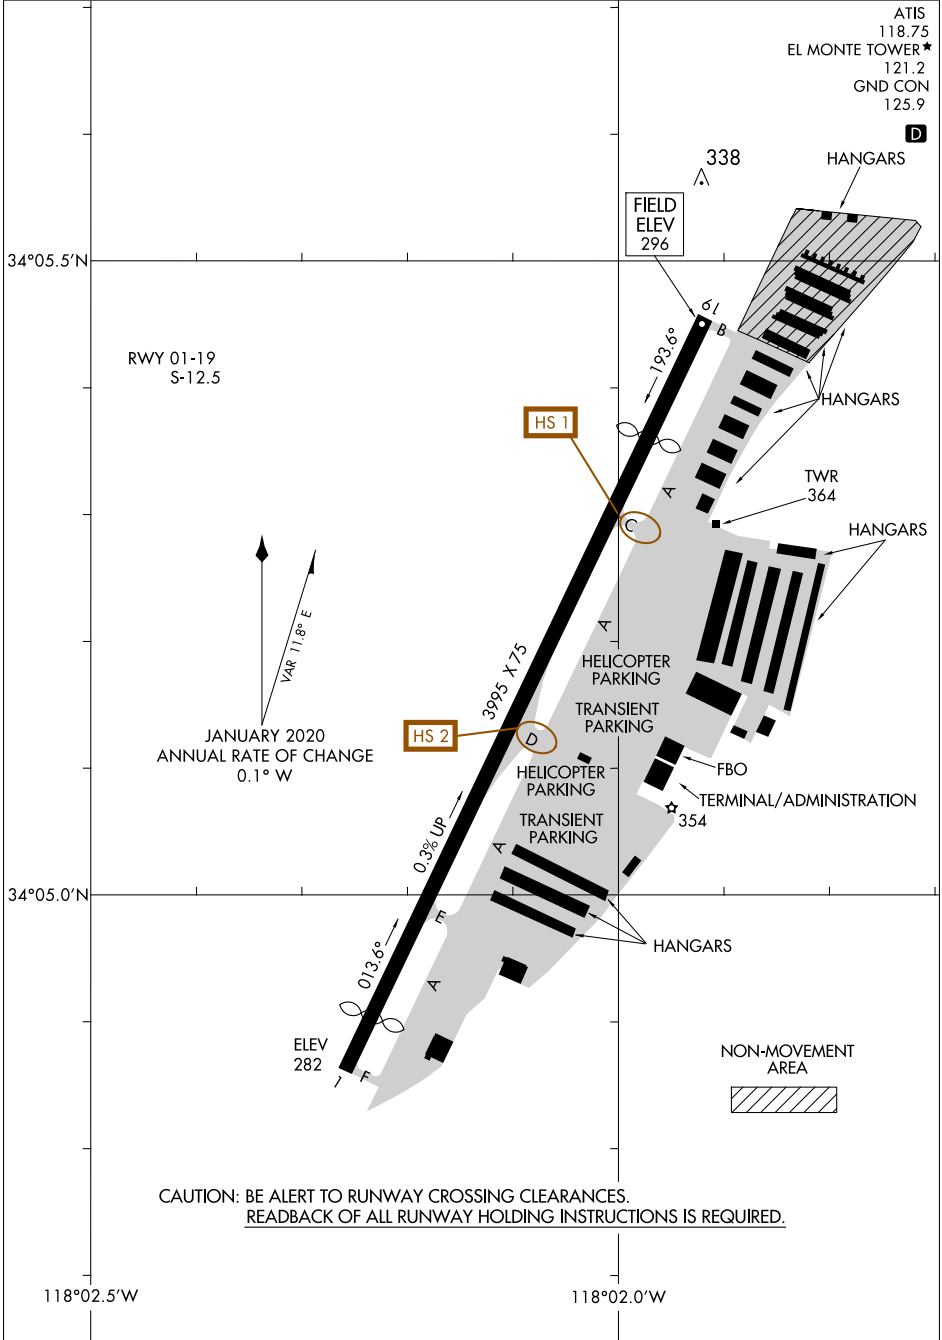 ATIS
118.75
EL MONTE TOWER★
121.2
GND CON
125.9
D
HANGARS
338
FIELD
ELEV
296
34°05.5'N
19
B
193.6°
RWY 01-19
S-12.5
HS 1
HANGARS
A
TWR
364
C
HANGARS
VAR 11.8° E
A
HELICOPTER
PARKING
3995 X 75
TRANSIENT
PARKING
HS 2
D
JANUARY 2020
ANNUAL RATE OF CHANGE
0.1° W
FBO
HELICOPTER
PARKING
TERMINAL/ADMINISTRATION
354
TRANSIENT
PARKING
0.3% UP
A
34°05.0'N
E
HANGARS
013.6°
A
ELEV
282
1
F
NON-MOVEMENT
AREA
CAUTION: BE ALERT TO RUNWAY CROSSING CLEARANCES.
READBACK OF ALL RUNWAY HOLDING INSTRUCTIONS IS REQUIRED.
118°02.5'W
118°02.0'W